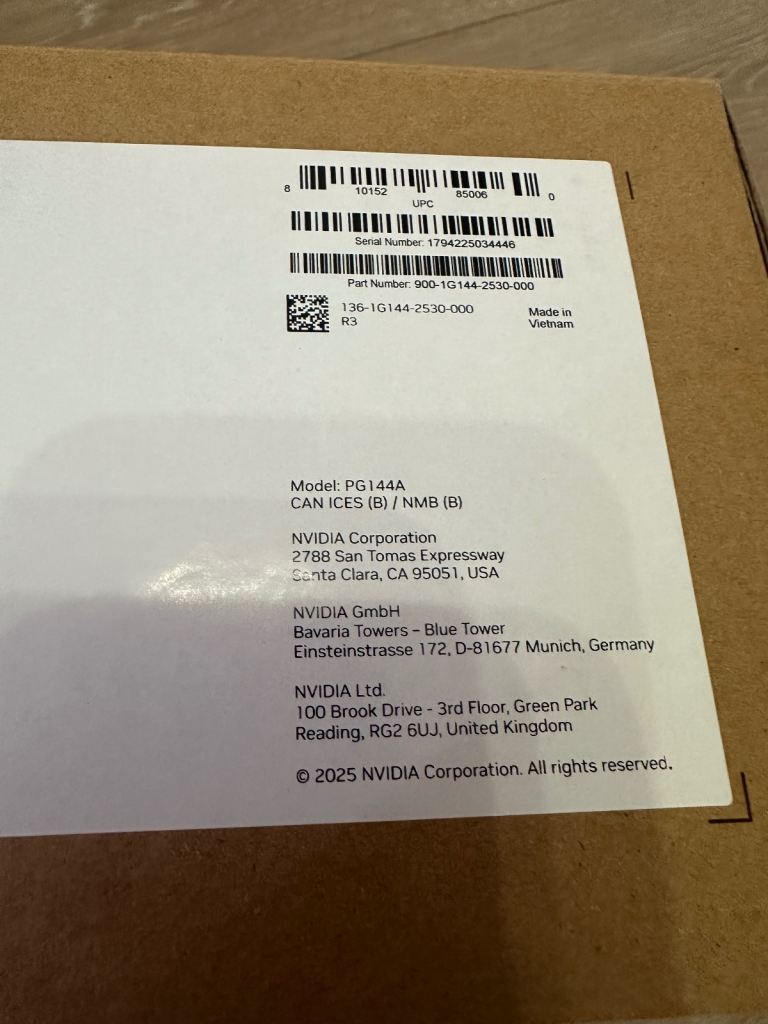 8 10152 85006 0
UPC
Serial Number: 1794225034446
Part Number: 900-1G144-2530-000
136-1G144-2530-000
R3
Made in
Vietnam
Model: PG144A
CAN ICES (B) / NMB (B)
NVIDIA Corporation
2788 San Tomas Expressway
Santa Clara, CA 95051, USA
NVIDIA GmbH
Bavaria Towers – Blue Tower
Einsteinstrasse 172, D-81677 Munich, Germany
NVIDIA Ltd.
100 Brook Drive - 3rd Floor, Green Park
Reading, RG2 6UJ, United Kingdom
© 2025 NVIDIA Corporation. All rights reserved.